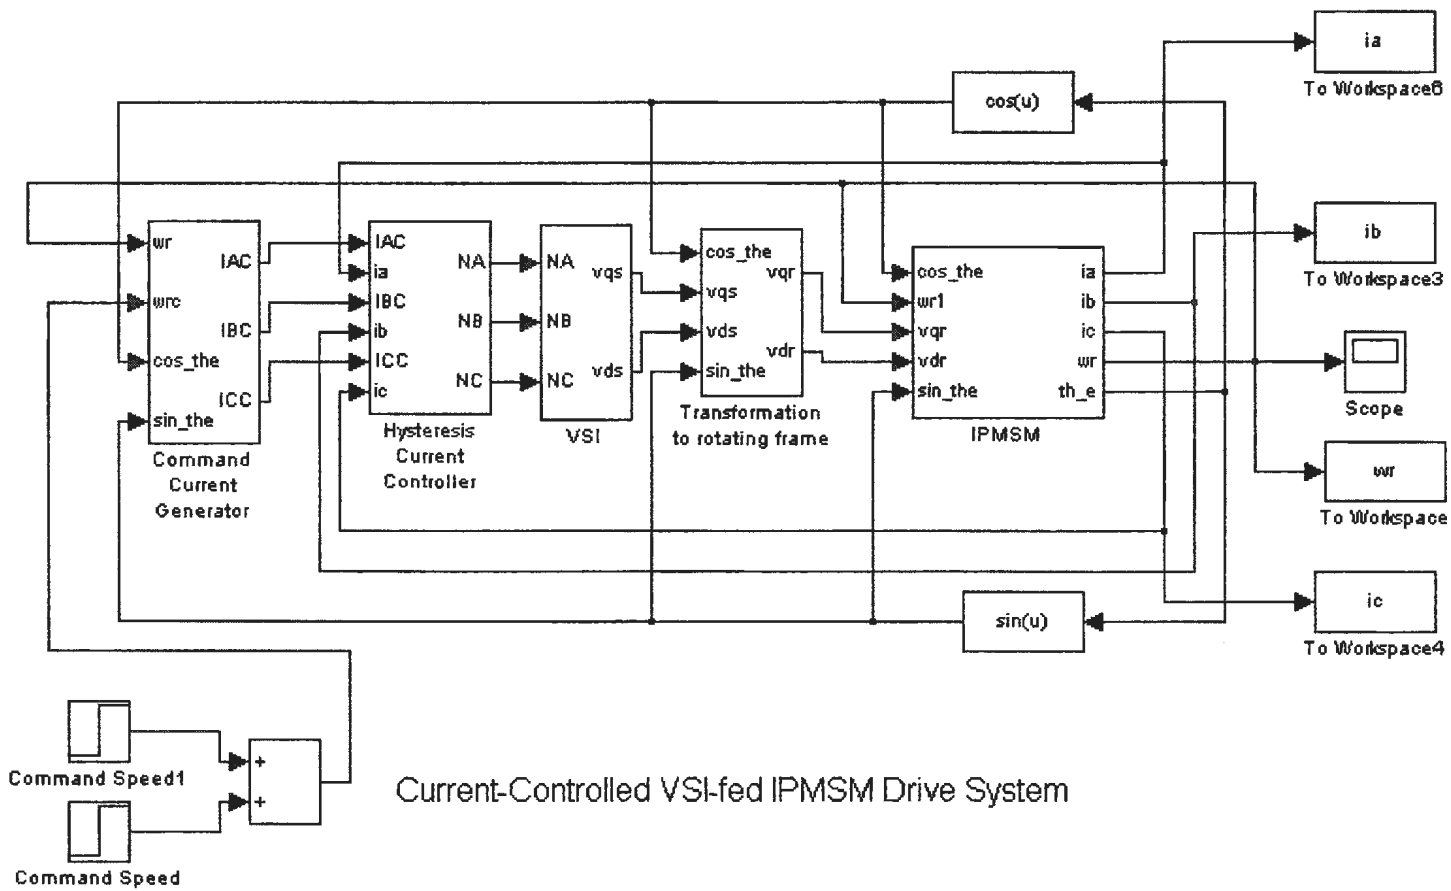 ia
To Workspace6
cos(u)
ib
To Workspace3
wr
wrc
cos_the
sin_the
IAC
IBC
ICC
Command
Current
Generator
IAC
ia
IBC
ib
ICC
ic
NA
NB
NC
Hysteresis
Current
Controller
NA
NB
NC
vqs
vds
VSI
cos_the
vqs
vds
sin_the
vqr
vdr
Transformation
to rotating frame
cos_the
wr1
vqr
vdr
sin_the
ia
ib
ic
wr
th_e
IPMSM
Scope
wr
To Workspace
sin(u)
ic
To Workspace4
Command Speed1
+
+
Command Speed
Current-Controlled VSI-fed IPMSM Drive System